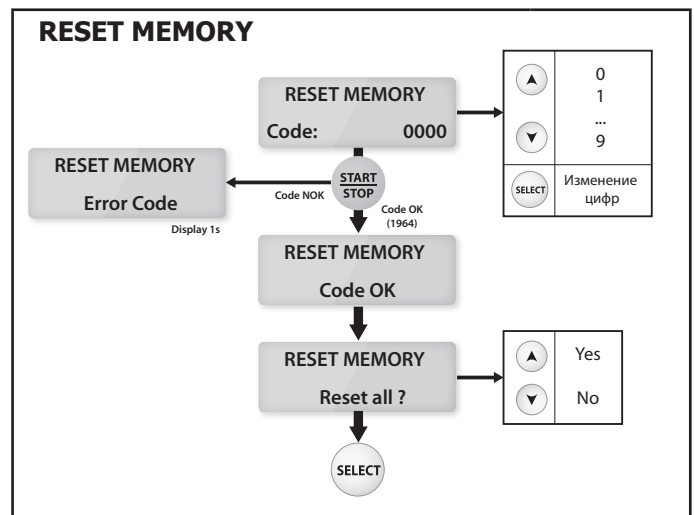 RESET MEMORY
RESET MEMORY
Code: 0000
0
1
...
9
SELECT
Изменение
цифр
START
STOP
Code NOK
Code OK
(1964)
RESET MEMORY
Error Code
Display 1s
RESET MEMORY
Code OK
RESET MEMORY
Reset all ?
Yes
No
SELECT